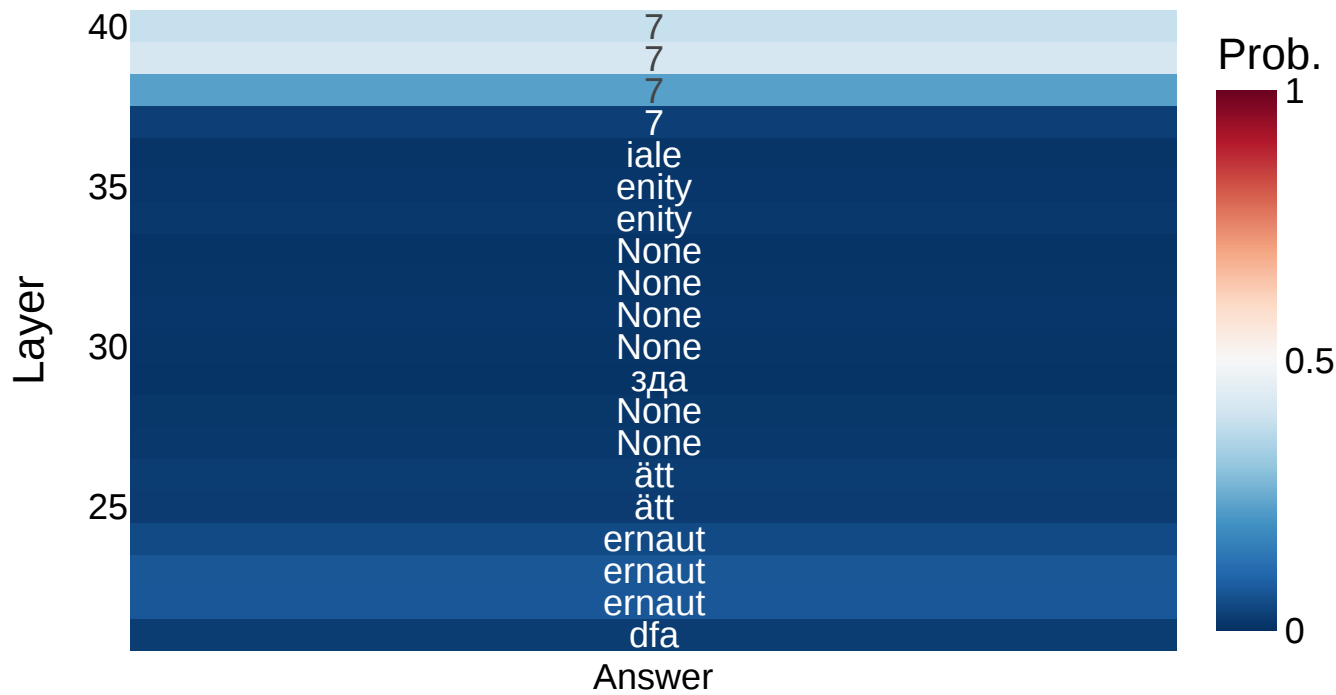 40
7
7
7
7
iale
35
enity
enity
None
None
None
30
None
зда
None
None
ätt
25
ätt
ernaut
ernaut
ernaut
dfa
Layer
Answer
Prob.
1
0.5
0